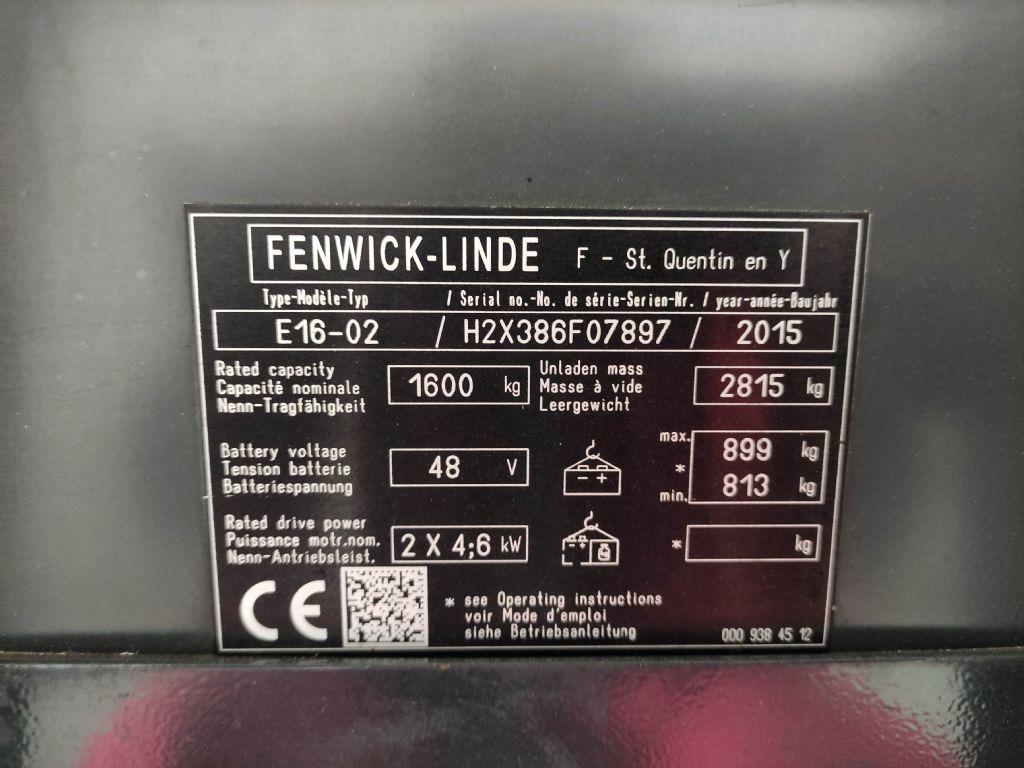 FENWICK-LINDE F - St. Quentin en Y
Type-Modèle-Typ / Serial no.-No. de série-Serien-Nr. / year-année-Baujahr
E16-02 / H2X386F07897 / 2015
Rated capacity
Capacité nominale
Nenn-Tragfähigkeit
1600 kg
Unladen mass
Masse à vide
Leergewicht
2815 kg
Battery voltage
Tension batterie
Batteriespannung
48 V
- +
max. 899 kg
*
min. 813 kg
Rated drive power
Puissance motr.nom.
Nenn-Antriebsleist.
2 X 4;6 kW
- +
* kg
CE
* see Operating instructions
voir Mode d'emploi
siehe Betriebsanleitung
000 938 45 12